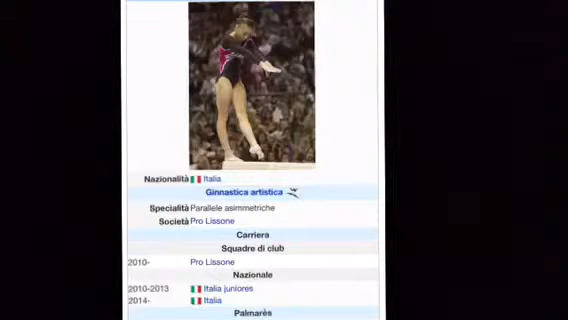 Nazionalità Italia
Ginnastica artistica
Specialità Parallele asimmetriche
Società Pro Lissone
Carriera
Squadre di club
2010- Pro Lissone
Nazionale
2010-2013 Italia juniores
2014- Italia
Palmarès